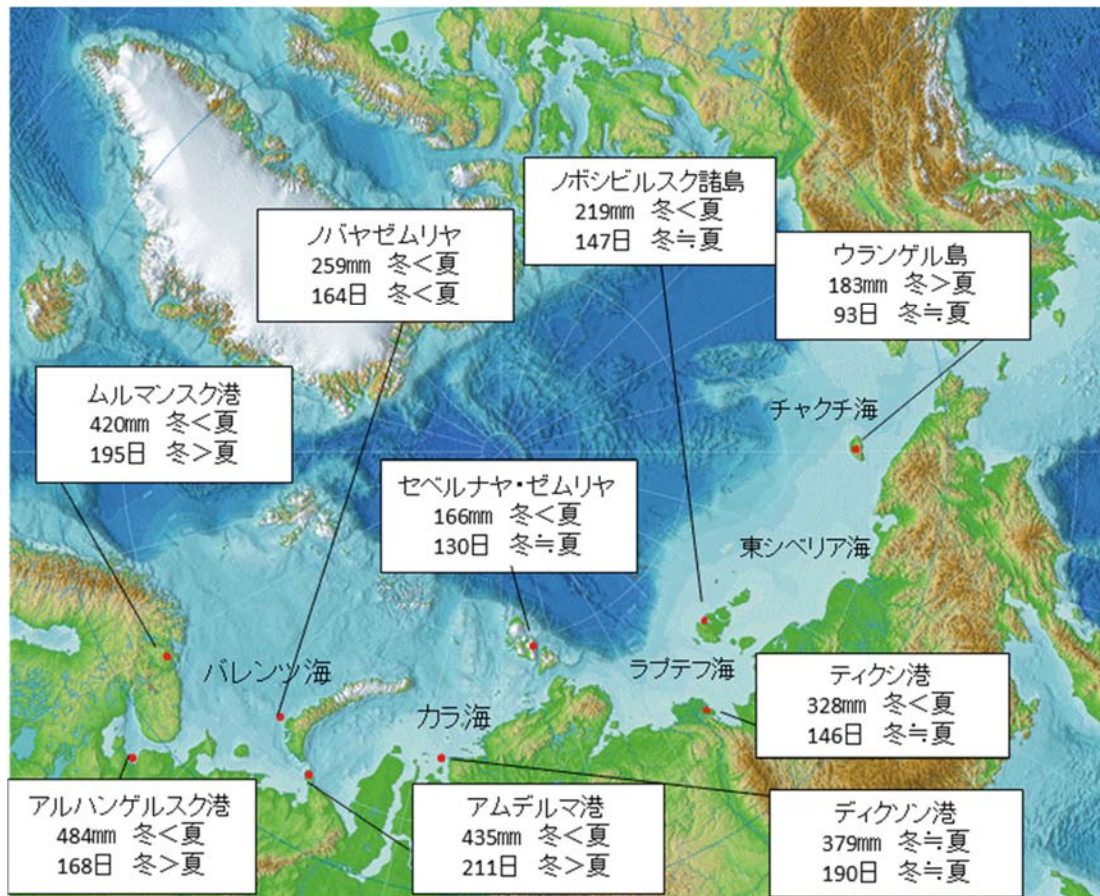 ノボシビルスク諸島
219㎜ 冬<夏
147日 冬≒夏
ノバヤゼムリヤ
259㎜ 冬<夏
164日 冬<夏
ウランゲル島
183㎜ 冬>夏
93日 冬≒夏
ムルマンスク港
420㎜ 冬<夏
195日 冬>夏
チャクチ海
セベルナヤ・ゼムリヤ
166㎜ 冬<夏
130日 冬≒夏
東シベリア海
バレンツ海
カラ海
ラプテフ海
ティクシ港
328㎜ 冬<夏
146日 冬≒夏
アルハンゲルスク港
484㎜ 冬<夏
168日 冬>夏
アムデルマ港
435㎜ 冬<夏
211日 冬>夏
ディクソン港
379㎜ 冬≒夏
190日 冬≒夏